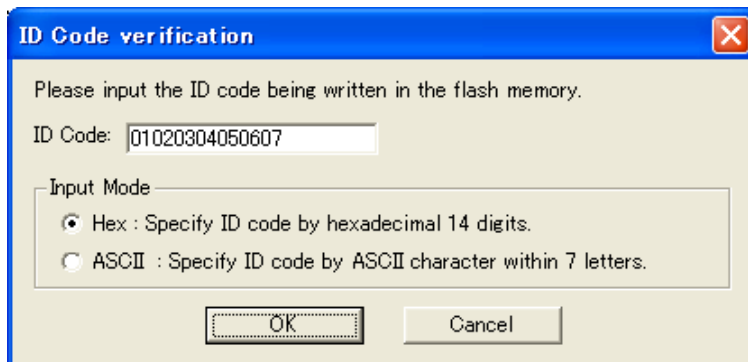 ID Code verification
Please input the ID code being written in the flash memory.
ID Code: 01020304050607
Input Mode
Hex : Specify ID code by hexadecimal 14 digits.
ASCII : Specify ID code by ASCII character within 7 letters.
OK Cancel